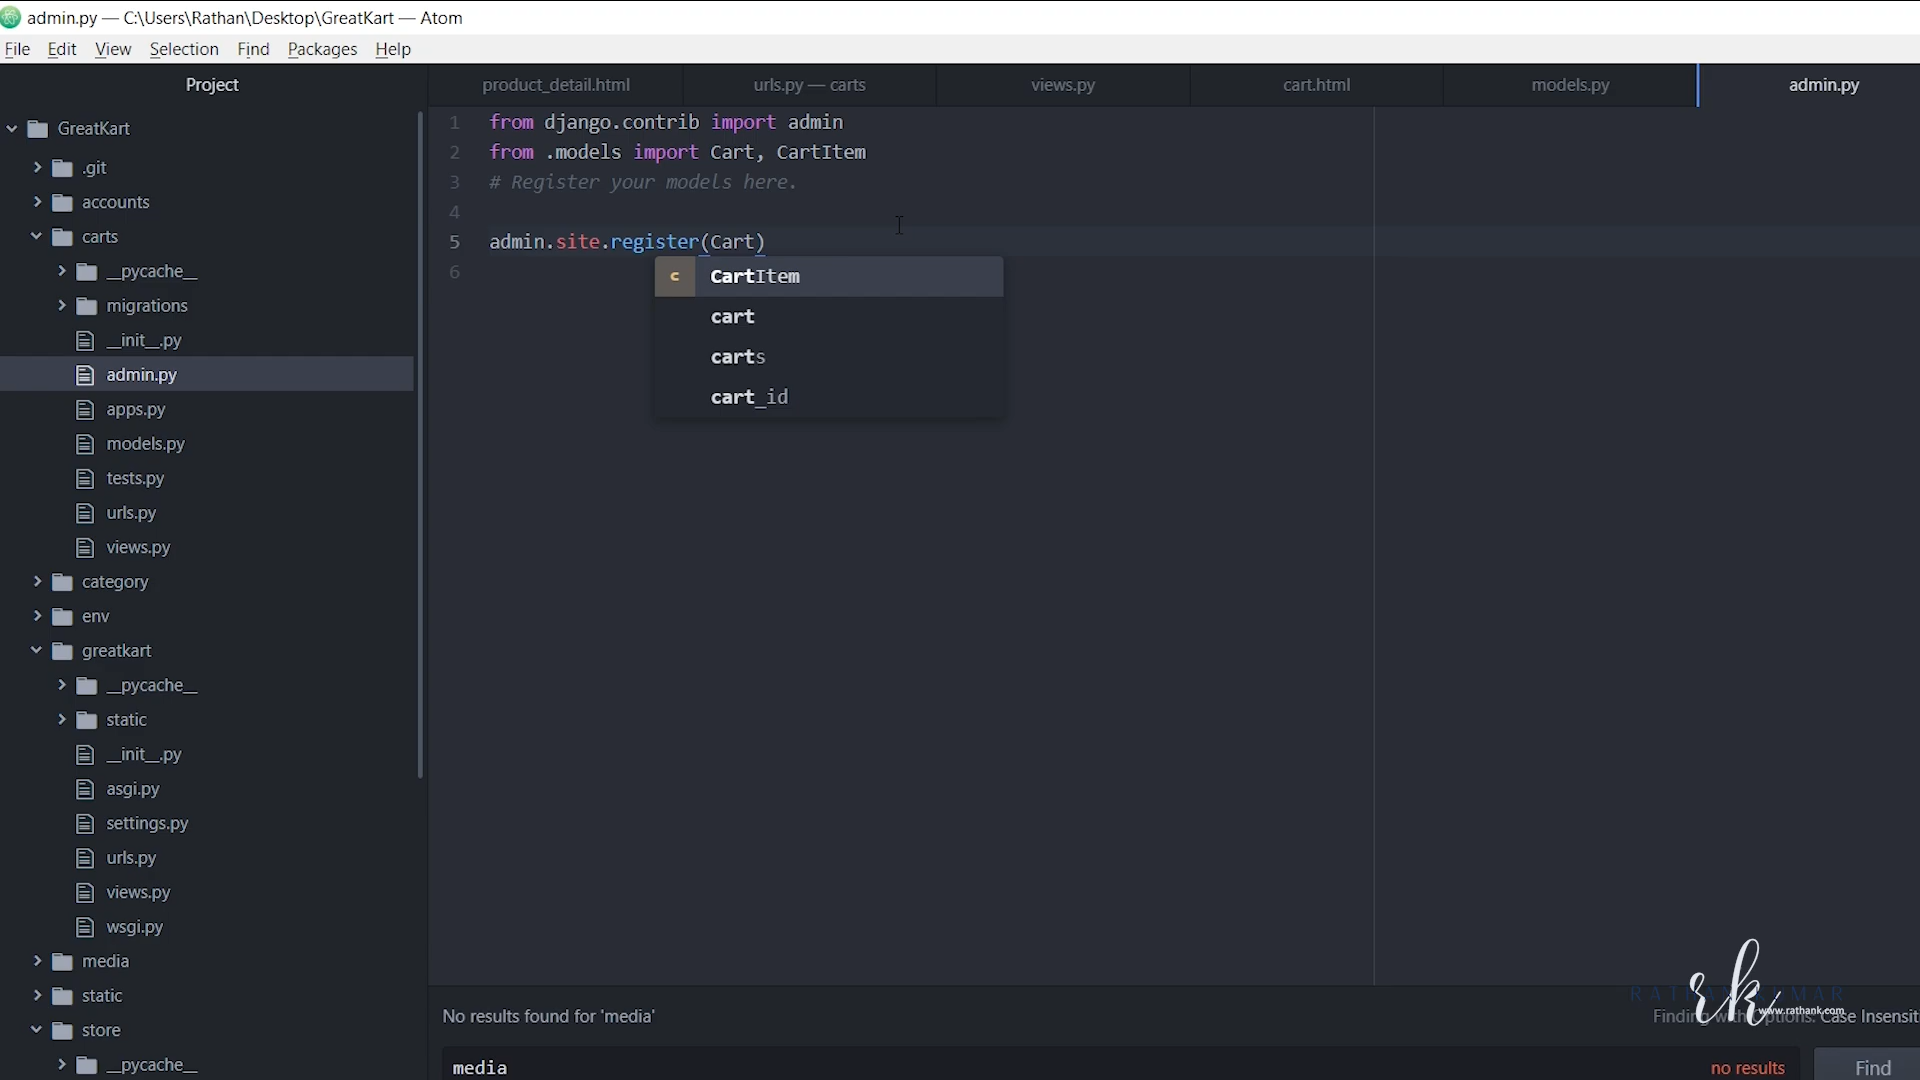 admin.py — C:\Users\Rathan\Desktop\GreatKart — Atom
File Edit View Selection Find Packages Help
Project
GreatKart
.git
accounts
carts
__pycache__
migrations
__init__.py
admin.py
apps.py
models.py
tests.py
urls.py
views.py
category
env
greatkart
__pycache__
static
__init__.py
asgi.py
settings.py
urls.py
views.py
wsgi.py
media
static
store
__pycache__
product_detail.html urls.py — carts views.py cart.html models.py admin.py
1 from django.contrib import admin
2 from .models import Cart, CartItem
3 # Register your models here.
4
5 admin.site.register(Cart)
6
c CartItem
cart
carts
cart_id
No results found for 'media'
Finding with Options: Case Insensiti
media no results Find
rk
RATHAN KUMAR
www.rathank.com